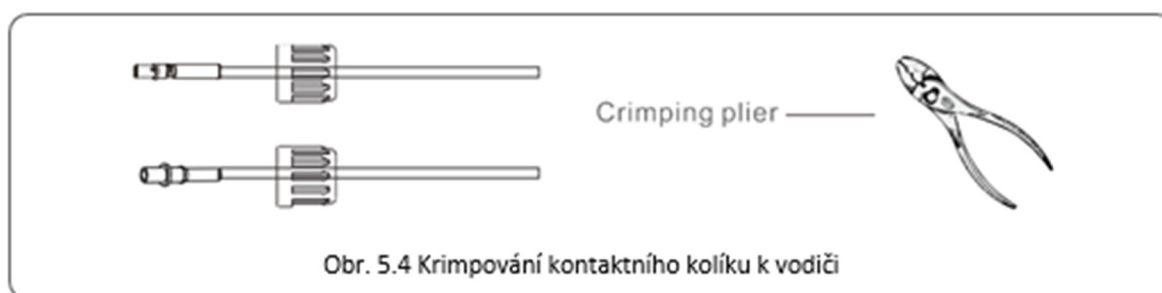 Crimping plier
Obr. 5.4 Krimpování kontaktního kolíku k vodiči